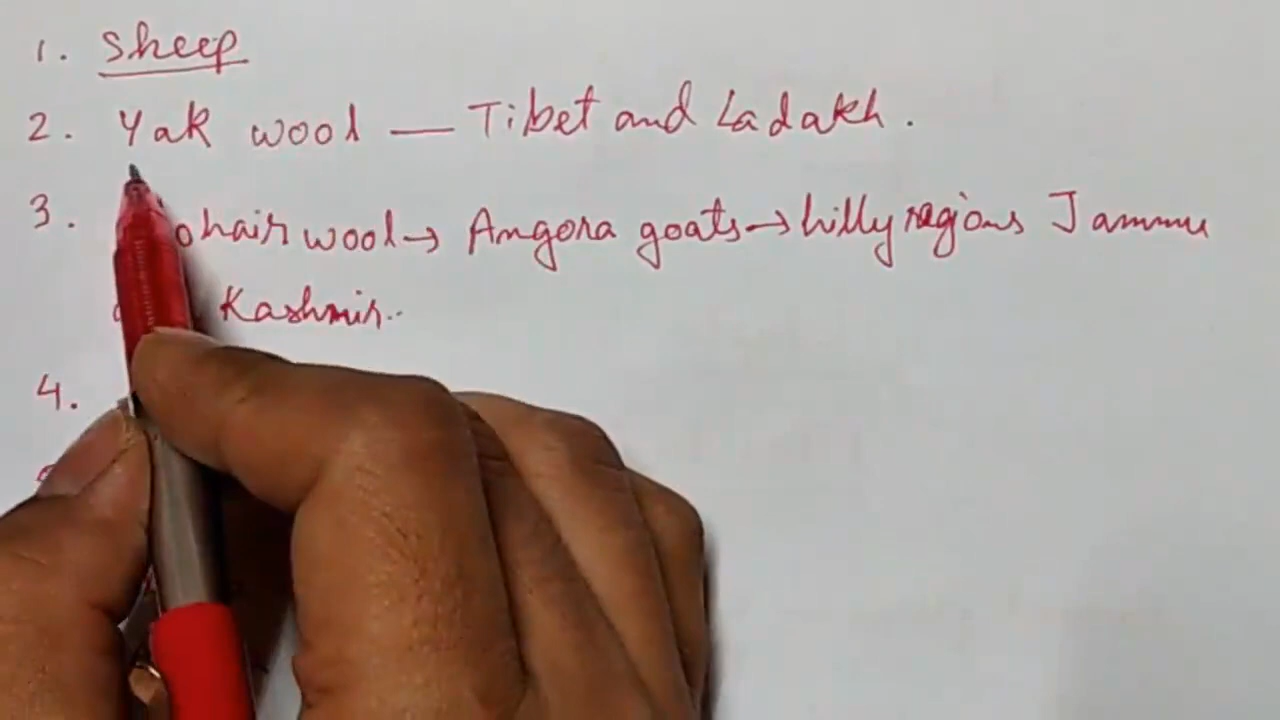 1. Sheep
2. Yak wool — Tibet and Ladakh.
3. ohair wool → Angora goats → hilly regions Jammu
Kashmir..
4.